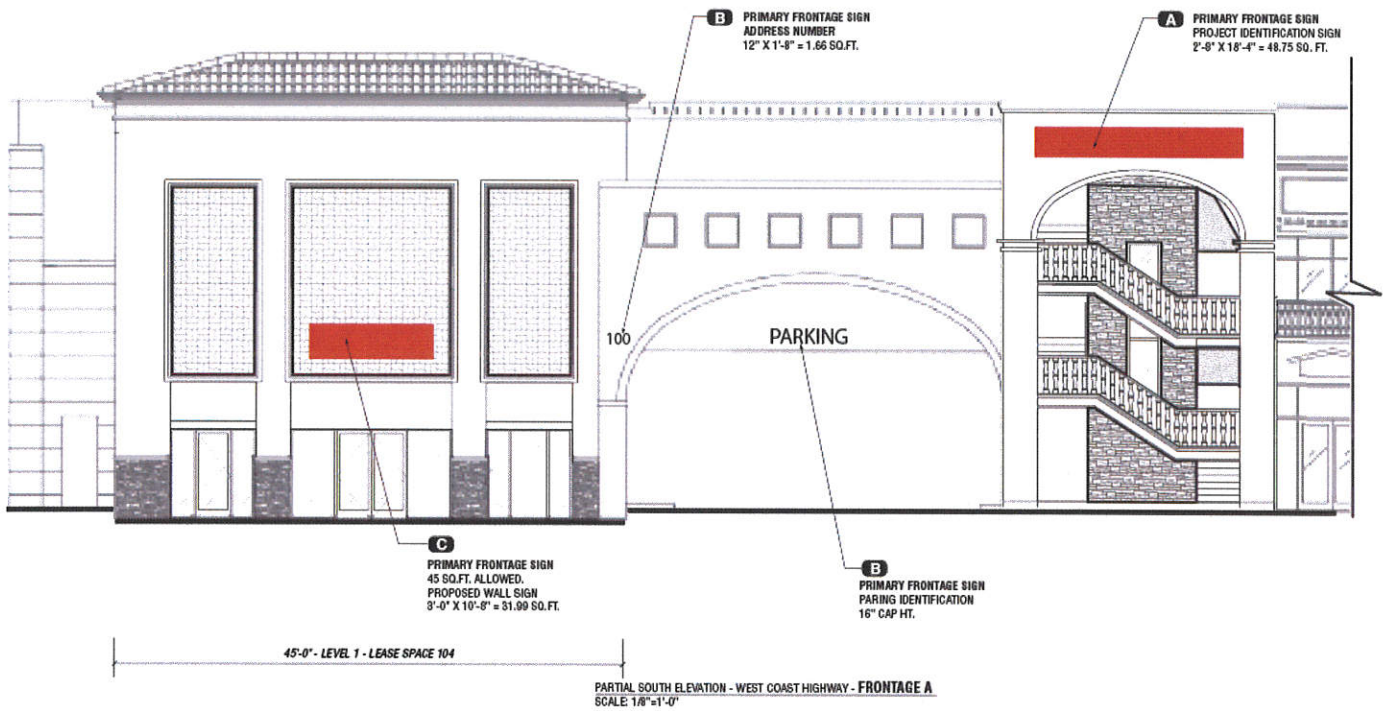 B PRIMARY FRONTAGE SIGN
ADDRESS NUMBER
12" X 1'-8" = 1.66 SQ.FT.
A PRIMARY FRONTAGE SIGN
PROJECT IDENTIFICATION SIGN
2'-8" X 18'-4" = 48.75 SQ. FT.
100
PARKING
C
PRIMARY FRONTAGE SIGN
45 SQ.FT. ALLOWED.
PROPOSED WALL SIGN
3'-0" X 10'-8" = 31.99 SQ.FT.
B
PRIMARY FRONTAGE SIGN
PARING IDENTIFICATION
16" CAP HT.
45'-0" - LEVEL 1 - LEASE SPACE 104
PARTIAL SOUTH ELEVATION - WEST COAST HIGHWAY - FRONTAGE A
SCALE: 1/8"=1'-0"